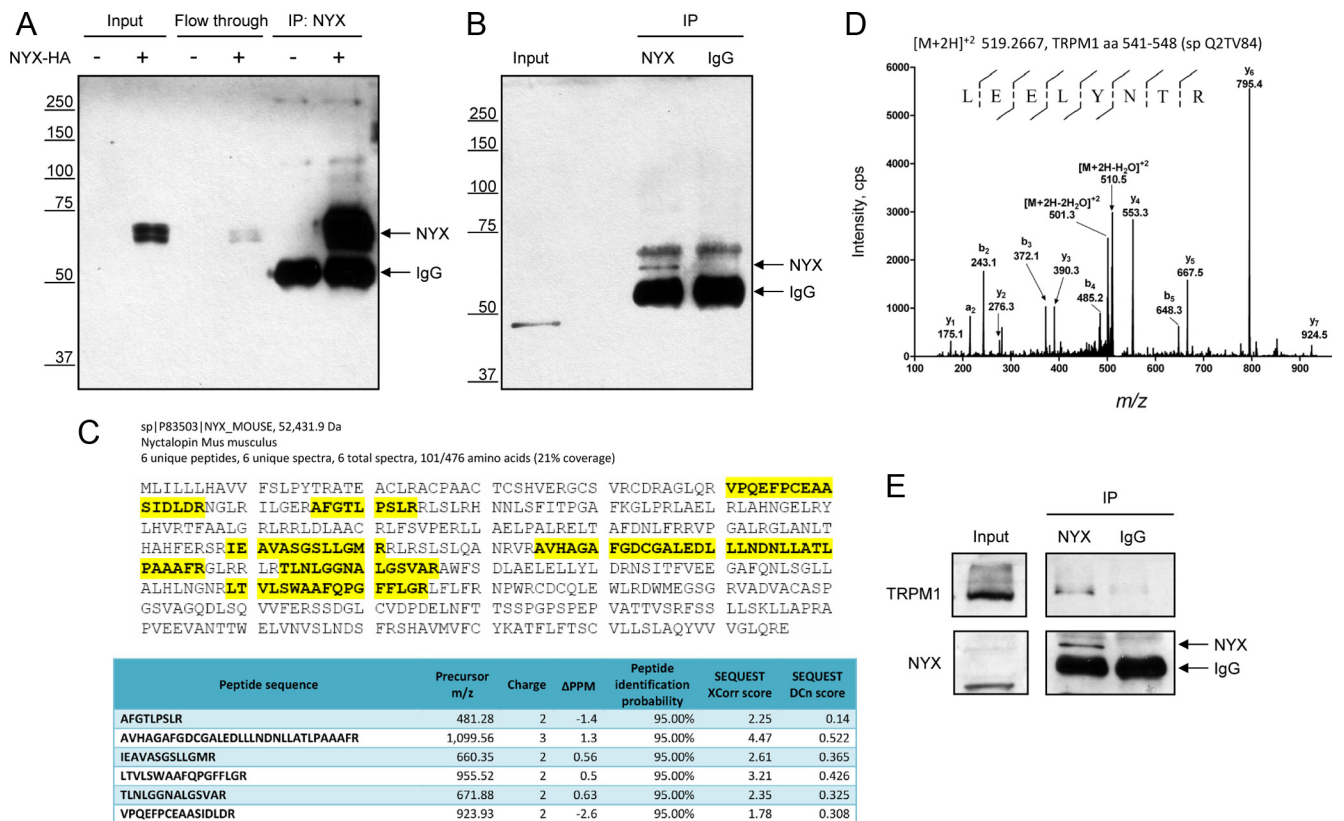 A
Input Flow through IP: NYX
NYX-HA - + - + - +
250
150
100
75
50
37
NYX
IgG
B
IP
Input NYX IgG
250
150
100
75
50
37
NYX
IgG
C
sp|P83503|NYX_MOUSE, 52,431.9 Da
Nyctalopin Mus musculus
6 unique peptides, 6 unique spectra, 6 total spectra, 101/476 amino acids (21% coverage)
MLILLLHAVV FSLPYTRATE ACLRACPAAC TCSHVERGCS VRCDRAGLQR VPQEFPCEAA
SIDLDRNGLR ILGERAFGTL PSLRRLSLRH NNLSFITPGA FKGLPRLAEL RLAHNGELRY
LHVRTFAALG RLRRLDLAAC RLFSVPERLL AELPALRELT AFDNLFRRVP GALRGLANLT
HAHFERSRIE AVASGSLLGM RRLRSLSLQA NRVRAVHAGA FGDCGALEDL LLNDNLLATL
PAAAFRGLRR LRTLNLGGNA LGSVARAWFS DLAELELLYL DRNSITFVEE GAFQNLSGLL
ALHLNGNRLT VLSWAAFQPG FFLGRLFLFR NPWRCDCQLE WLRDWMEGSG RVADVACASP
GSVAGQDLSQ VVFERSSDGL CVDPDELNFT TSSPGPSPEP VATTVSRFSS LLSKLLAPRA
PVEEVANTTW ELVNVSLNDS FRSHAVMVFC YKATFLFTSC VLLSLAQYVV VGLQRE
Peptide sequence Precursor m/z Charge ΔPPM Peptide identification probability SEQUEST XCorr score SEQUEST DCn score
AFGTLPSLR 481.28 2 -1.4 95.00% 2.25 0.14
AVHAGAFGDCGALEDLLLNDNLLATLPAAAFR 1,099.56 3 1.3 95.00% 4.47 0.522
IEAVASGSLLGMR 660.35 2 0.56 95.00% 2.61 0.365
LTVLSWAAFQPGFFLGR 955.52 2 0.5 95.00% 3.21 0.426
TLNLGGNALGSVAR 671.88 2 0.63 95.00% 2.35 0.325
VPQEFPCEAASIDLDR 923.93 2 -2.6 95.00% 1.78 0.308
D
[M+2H]+2 519.2667, TRPM1 aa 541-548 (sp Q2TV84)
L E E L Y N T R
Intensity, cps
6000
5000
4000
3000
2000
1000
0
100 200 300 400 500 600 700 800 900
m/z
y1
175.1
a2
b2
243.1
y2
276.3
b3
372.1
y3
390.3
b4
485.2
[M+2H-2H2O]+2
501.3
[M+2H-H2O]+2
510.5
y4
553.3
b5
648.3
y5
667.5
y6
795.4
y7
924.5
E
IP
Input NYX IgG
TRPM1
NYX
NYX
IgG